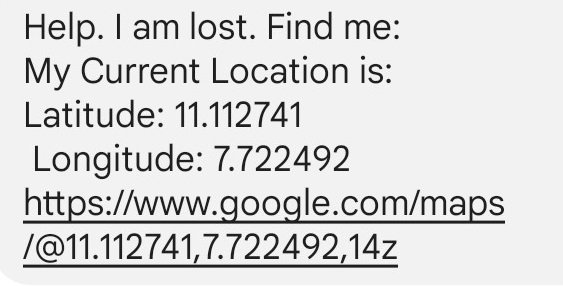 Help. I am lost. Find me:
My Current Location is:
Latitude: 11.112741
Longitude: 7.722492
https://www.google.com/maps
/@11.112741,7.722492,14z